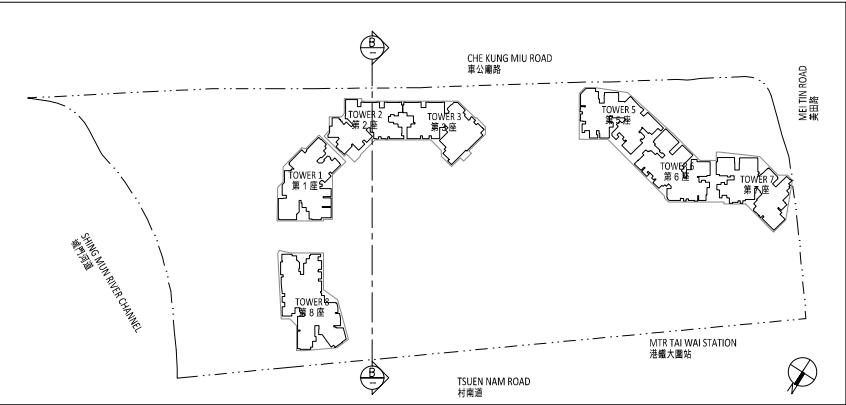 B
CHE KUNG MIU ROAD
車公廟路
MEI TIN ROAD
美田路
TOWER 2
第 2 座
TOWER 3
第 3 座
TOWER 5
第 5 座
TOWER 1
第 1 座
TOWER 6
第 6 座
TOWER 7
第 7 座
SHING MUN RIVER CHANNEL
城門河道
TOWER 8
第 8 座
MTR TAI WAI STATION
港鐵大圍站
B
TSUEN NAM ROAD
村南道